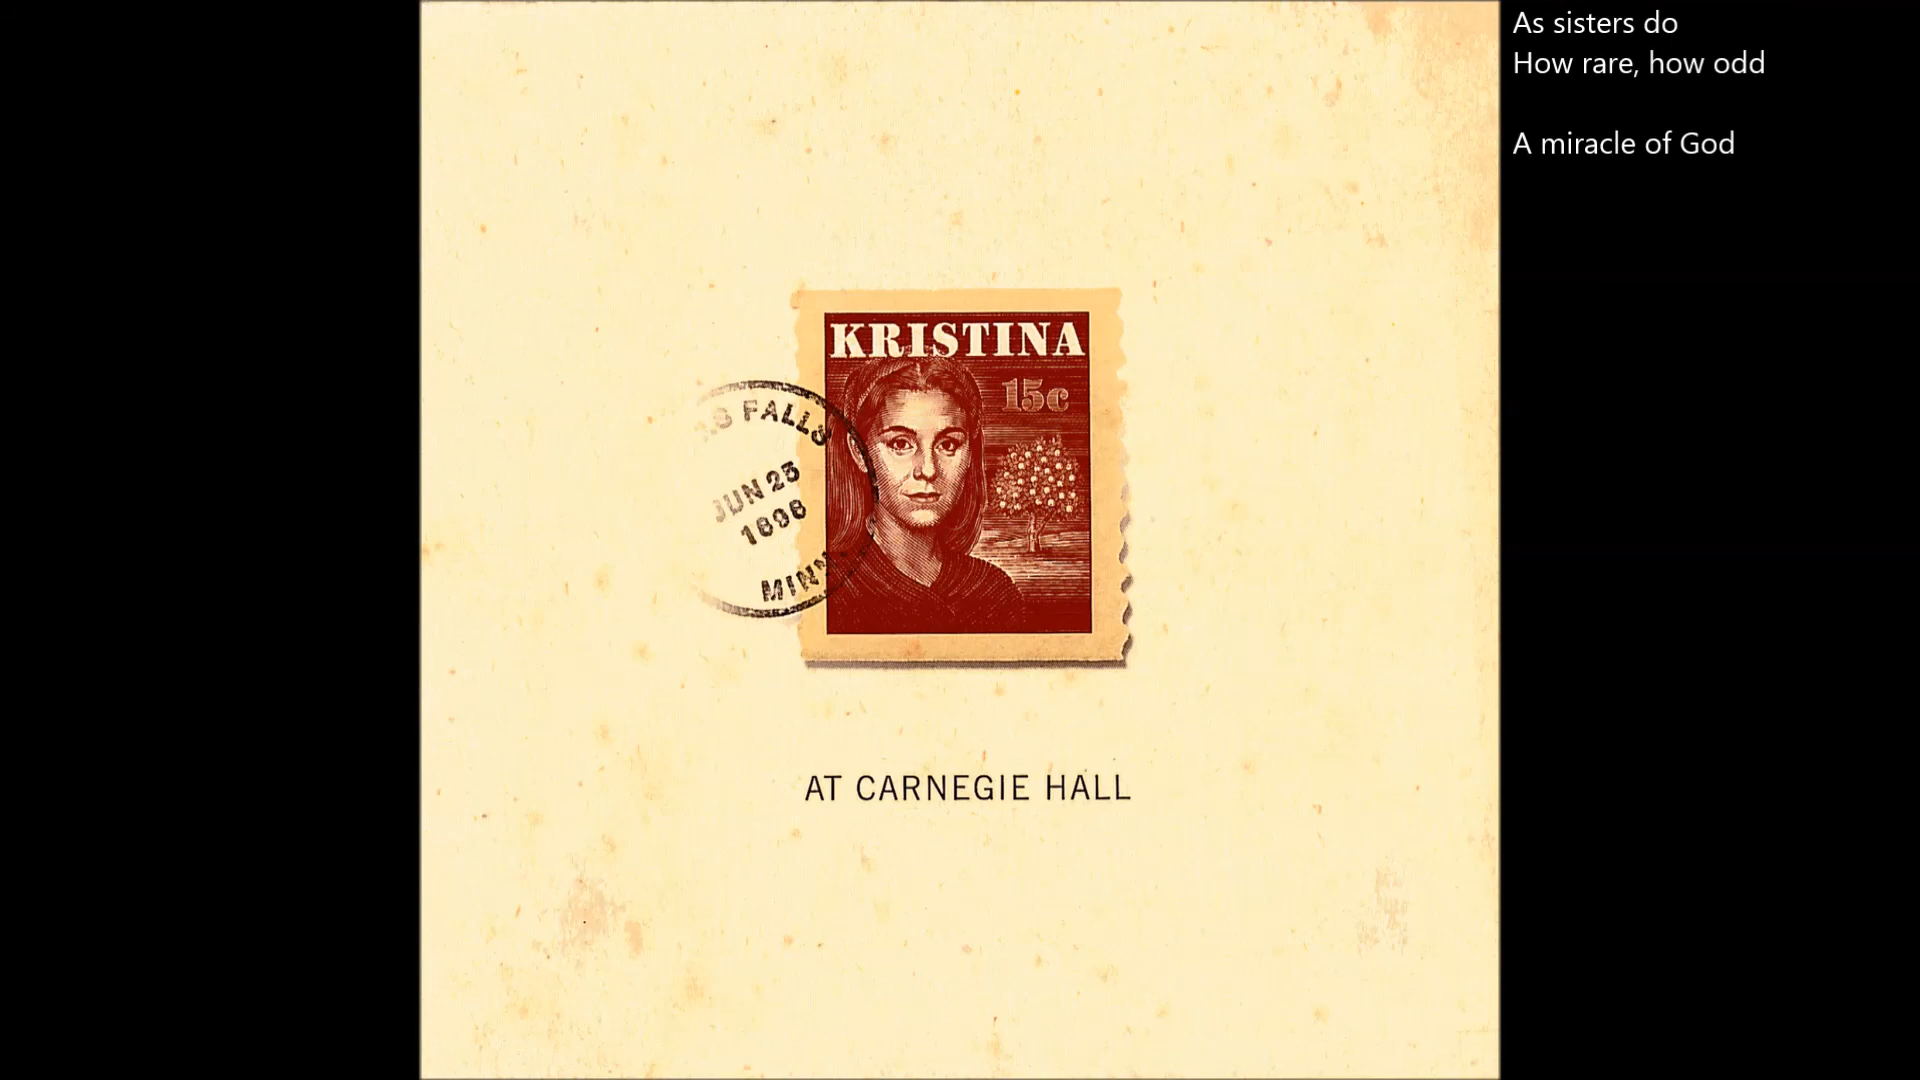 As sisters do
How rare, how odd
A miracle of God
KRISTINA
15c
FALLS
JUN 23
1898
MINN
AT CARNEGIE HALL